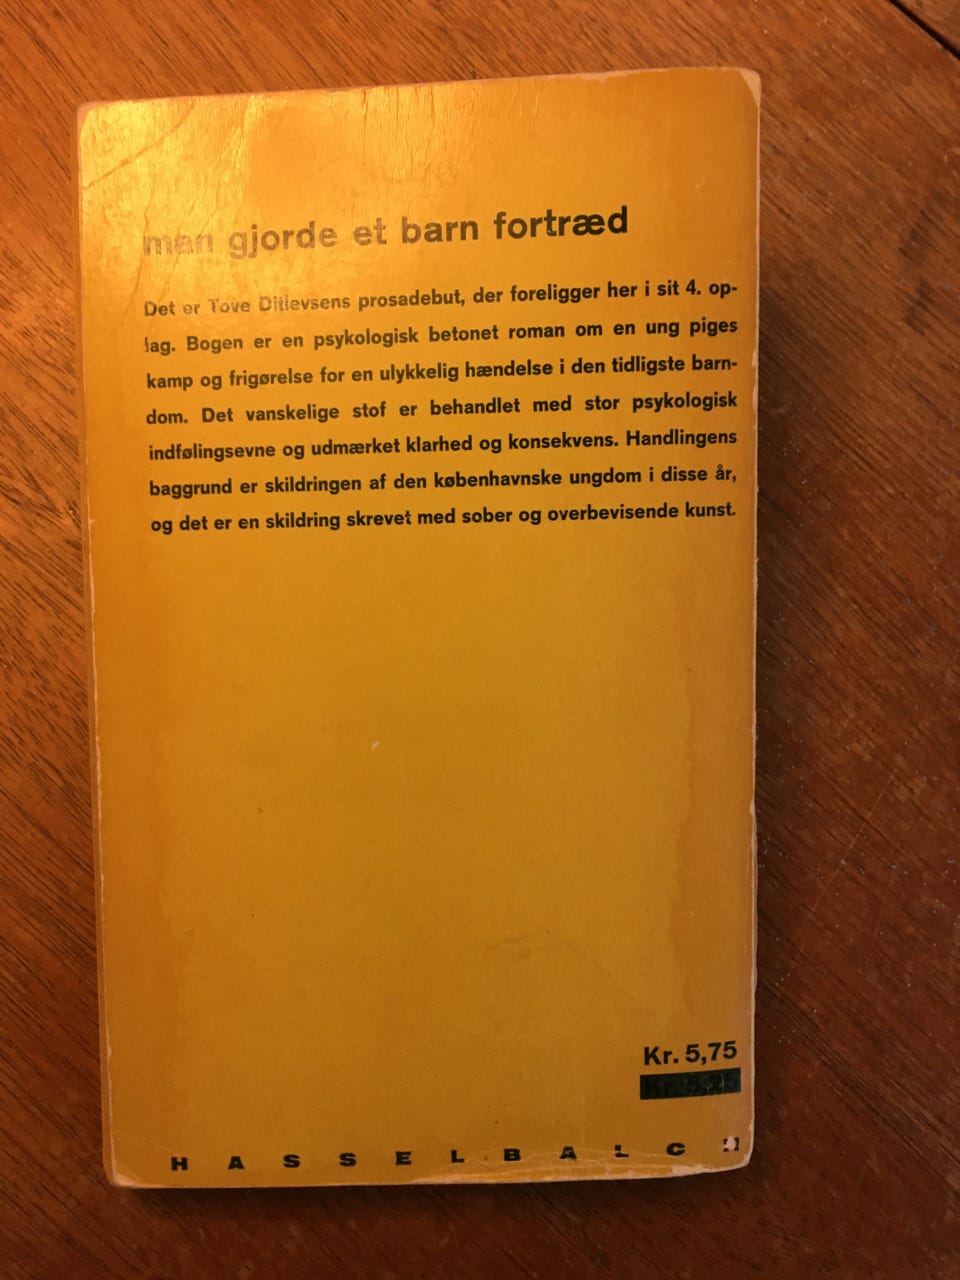 man gjorde et barn fortræd
Det er Tove Ditlevsens prosadebut, der foreligger her i sit 4. op-
lag. Bogen er en psykologisk betonet roman om en ung piges
kamp og frigørelse for en ulykkelig hændelse i den tidligste barn-
dom. Det vanskelige stof er behandlet med stor psykologisk
indfølingsevne og udmærket klarhed og konsekvens. Handlingens
baggrund er skildringen af den københavnske ungdom i disse år,
og det er en skildring skrevet med sober og overbevisende kunst.
Kr. 5,75
Kr. 5,25
HASSELBALCH